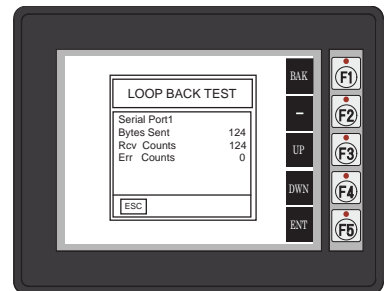 LOOP BACK TEST
Serial Port1
Bytes Sent 124
Rcv Counts 124
Err Counts 0
ESC
BAK
–
UP
DWN
ENT
F1
F2
F3
F4
F5